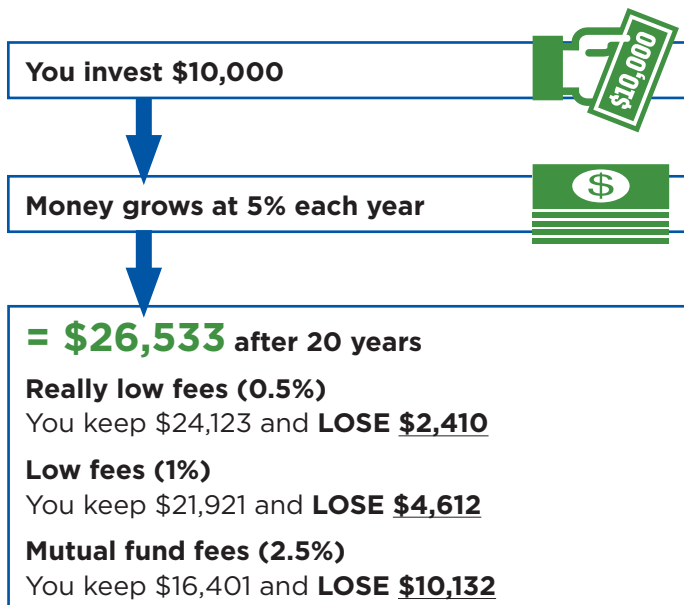 You invest $10,000
$10,000
Money grows at 5% each year
$
= $26,533 after 20 years
Really low fees (0.5%)
You keep $24,123 and LOSE $2,410
Low fees (1%)
You keep $21,921 and LOSE $4,612
Mutual fund fees (2.5%)
You keep $16,401 and LOSE $10,132